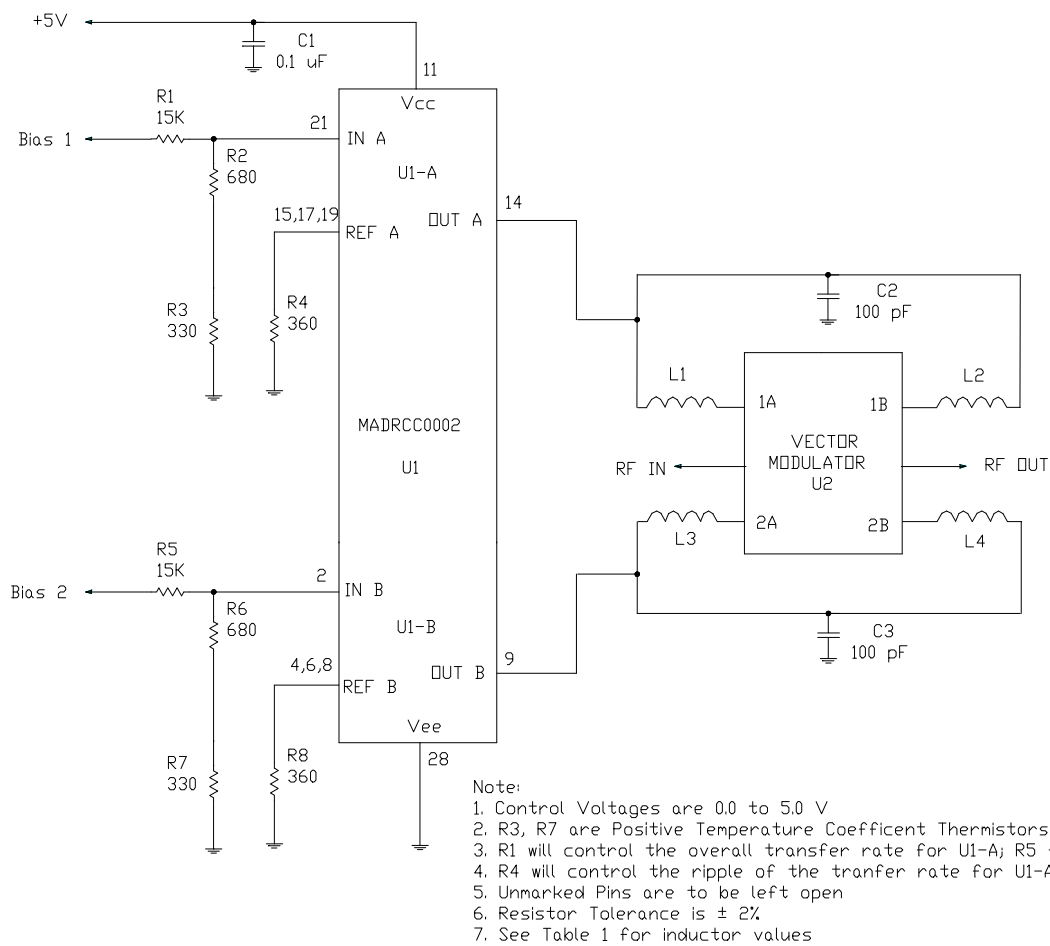 +5V
C1
0.1 uF
11
Vcc
R1
15K
Bias 1
21
IN A
R2
680
U1-A
14
OUT A
15,17,19
REF A
R3
330
R4
360
C2
100 pF
L1
L2
1A
1B
MADRCC0002
U1
VECTOR
MODULATOR
U2
RF IN
RF OUT
2A
2B
L3
L4
R5
15K
Bias 2
2
IN B
R6
680
U1-B
C3
100 pF
9
OUT B
4,6,8
REF B
Vee
28
R7
330
R8
360
Note:
1. Control Voltages are 0.0 to 5.0 V
2. R3, R7 are Positive Temperature Coefficent Thermistors
3. R1 will control the overall transfer rate for U1-A; R5
4. R4 will control the ripple of the tranfer rate for U1-A
5. Unmarked Pins are to be left open
6. Resistor Tolerance is ± 2%
7. See Table 1 for inductor values